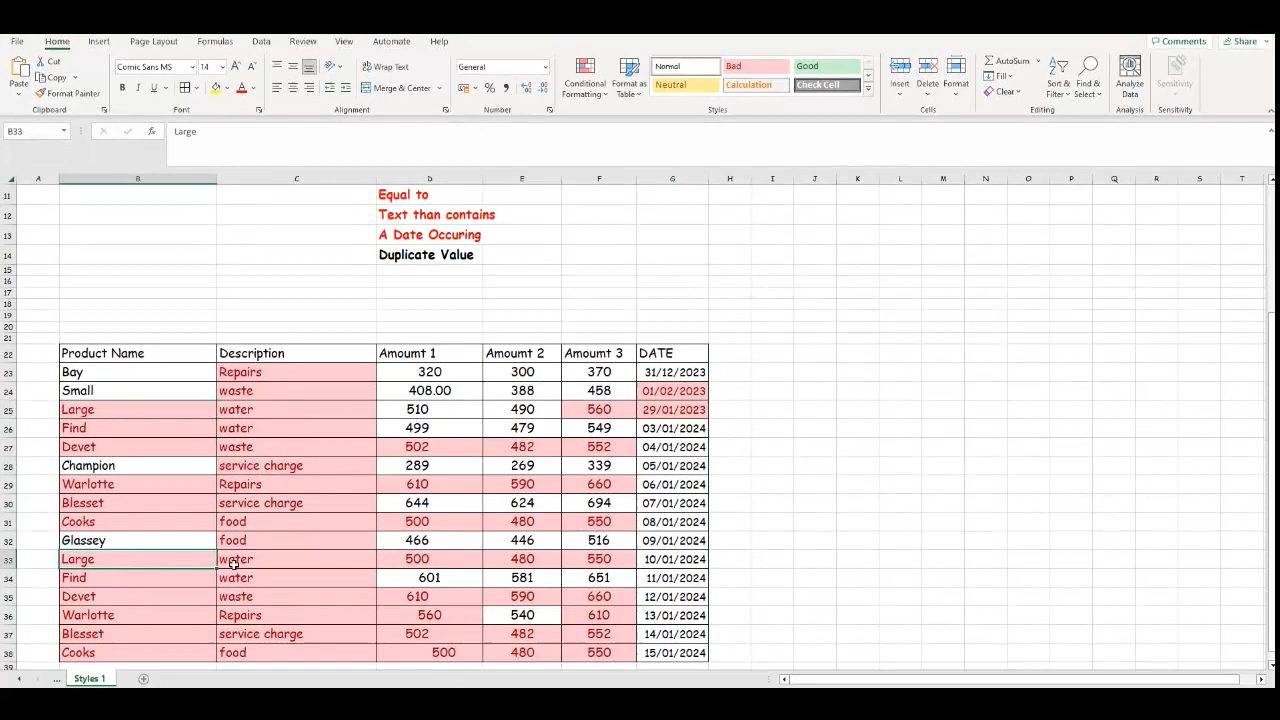 File Home Insert Page Layout Formulas Data Review View Automate Help Comments Share
Cut
Copy
Format Painter
Paste
Clipboard
Comic Sans MS 14
B I U
Font
Wrap Text
Merge & Center
Alignment
General
Number
Conditional Formatting
Format as Table
Normal Bad Good
Neutral Calculation Check Cell
Styles
Insert Delete Format
Cells
AutoSum
Fill
Clear
Sort & Filter
Find & Select
Editing
Analyze Data
Analysis
Sensitivity
Sensitivity
B33 fx Large
A B C D E F G H I J K L M N O P Q R S T
11 Equal to
12 Text than contains
13 A Date Occuring
14 Duplicate Value
15
16
17
18
19
20
21
22 Product Name Description Amoumt 1 Amoumt 2 Amoumt 3 DATE
23 Bay Repairs 320 300 370 31/12/2023
24 Small waste 408.00 388 458 01/02/2023
25 Large water 510 490 560 29/01/2023
26 Find water 499 479 549 03/01/2024
27 Devet waste 502 482 552 04/01/2024
28 Champion service charge 289 269 339 05/01/2024
29 Warlotte Repairs 610 590 660 06/01/2024
30 Blesset service charge 644 624 694 07/01/2024
31 Cooks food 500 480 550 08/01/2024
32 Glassey food 466 446 516 09/01/2024
33 Large water 500 480 550 10/01/2024
34 Find water 601 581 651 11/01/2024
35 Devet waste 610 590 660 12/01/2024
36 Warlotte Repairs 560 540 610 13/01/2024
37 Blesset service charge 502 482 552 14/01/2024
38 Cooks food 500 480 550 15/01/2024
39
... Styles 1